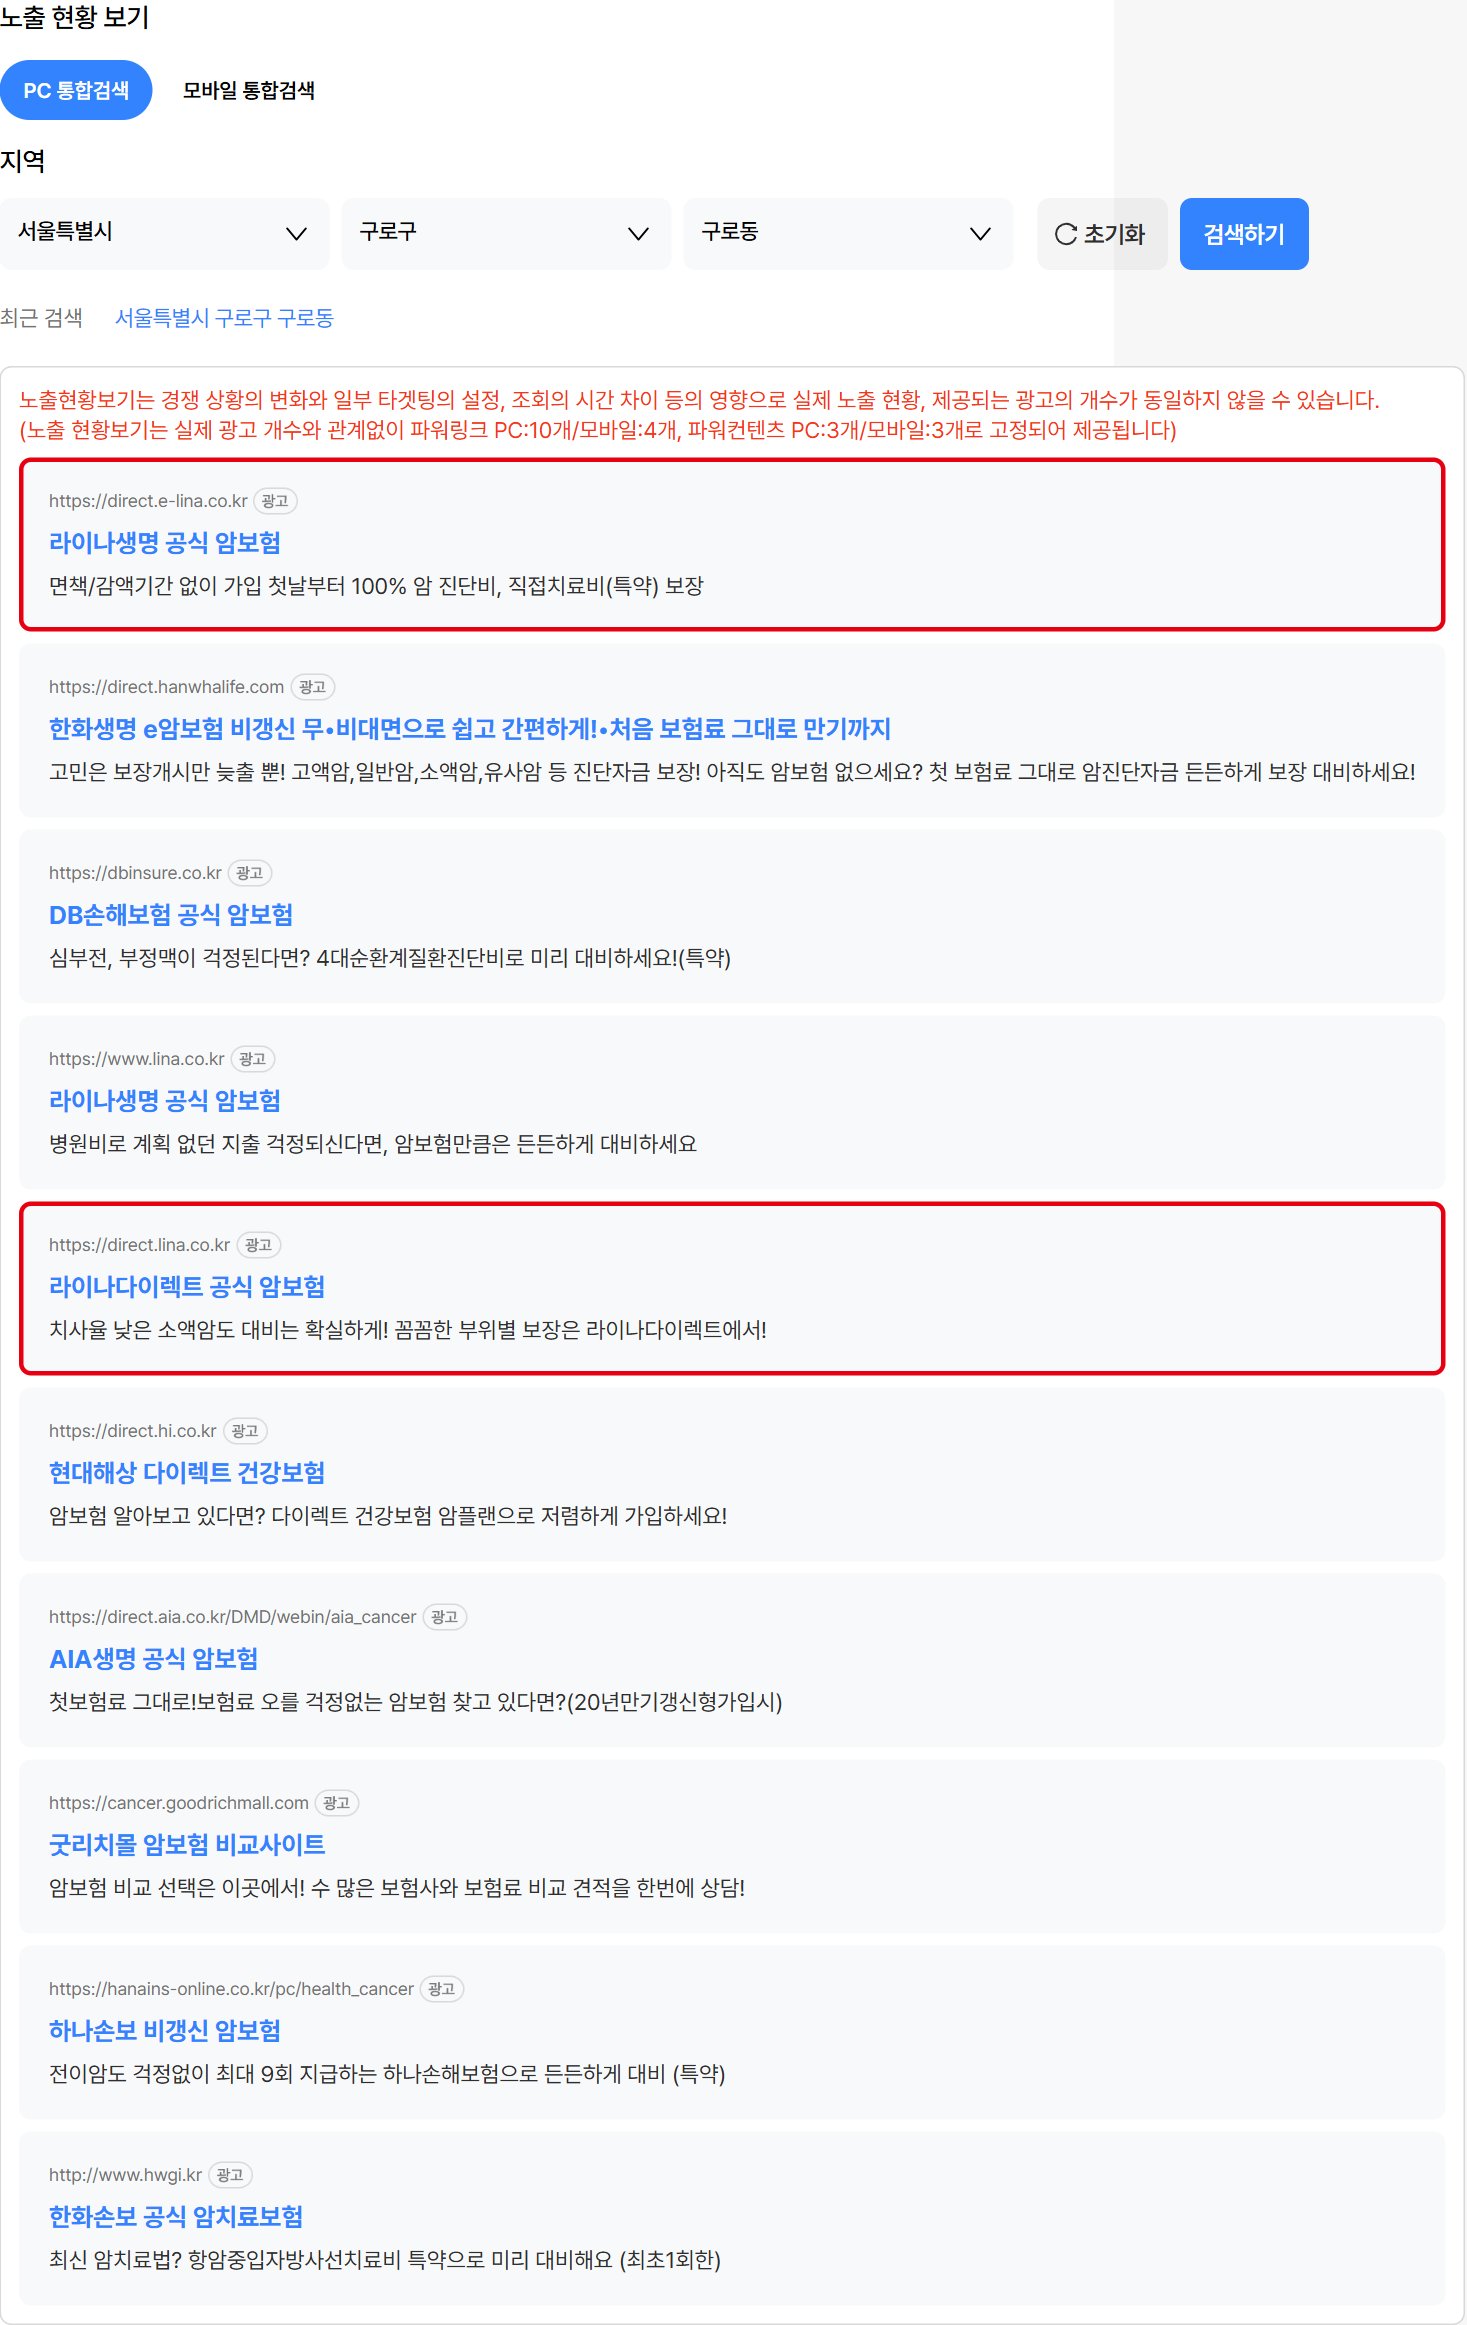 노출 현황 보기
PC 통합검색 모바일 통합검색
지역
서울특별시 구로구 구로동 초기화 검색하기
최근 검색 서울특별시 구로구 구로동
노출현황보기는 경쟁 상황의 변화와 일부 타겟팅의 설정, 조회의 시간 차이 등의 영향으로 실제 노출 현황, 제공되는 광고의 개수가 동일하지 않을 수 있습니다.
(노출 현황보기는 실제 광고 개수와 관계없이 파워링크 PC:10개/모바일:4개, 파워컨텐츠 PC:3개/모바일:3개로 고정되어 제공됩니다)
https://direct.e-lina.co.kr 광고
라이나생명 공식 암보험
면책/감액기간 없이 가입 첫날부터 100% 암 진단비, 직접치료비(특약) 보장
https://direct.hanwhalife.com 광고
한화생명 e암보험 비갱신 무•비대면으로 쉽고 간편하게!•처음 보험료 그대로 만기까지
고민은 보장개시만 늦출 뿐! 고액암,일반암,소액암,유사암 등 진단자금 보장! 아직도 암보험 없으세요? 첫 보험료 그대로 암진단자금 든든하게 보장 대비하세요!
https://dbinsure.co.kr 광고
DB손해보험 공식 암보험
심부전, 부정맥이 걱정된다면? 4대순환계질환진단비로 미리 대비하세요!(특약)
https://www.lina.co.kr 광고
라이나생명 공식 암보험
병원비로 계획 없던 지출 걱정되신다면, 암보험만큼은 든든하게 대비하세요
https://direct.lina.co.kr 광고
라이나다이렉트 공식 암보험
치사율 낮은 소액암도 대비는 확실하게! 꼼꼼한 부위별 보장은 라이나다이렉트에서!
https://direct.hi.co.kr 광고
현대해상 다이렉트 건강보험
암보험 알아보고 있다면? 다이렉트 건강보험 암플랜으로 저렴하게 가입하세요!
https://direct.aia.co.kr/DMD/webin/aia_cancer 광고
AIA생명 공식 암보험
첫보험료 그대로!보험료 오를 걱정없는 암보험 찾고 있다면?(20년만기갱신형가입시)
https://cancer.goodrichmall.com 광고
굿리치몰 암보험 비교사이트
암보험 비교 선택은 이곳에서! 수 많은 보험사와 보험료 비교 견적을 한번에 상담!
https://hanains-online.co.kr/pc/health_cancer 광고
하나손보 비갱신 암보험
전이암도 걱정없이 최대 9회 지급하는 하나손해보험으로 든든하게 대비 (특약)
http://www.hwgi.kr 광고
한화손보 공식 암치료보험
최신 암치료법? 항암중입자방사선치료비 특약으로 미리 대비해요 (최초1회한)